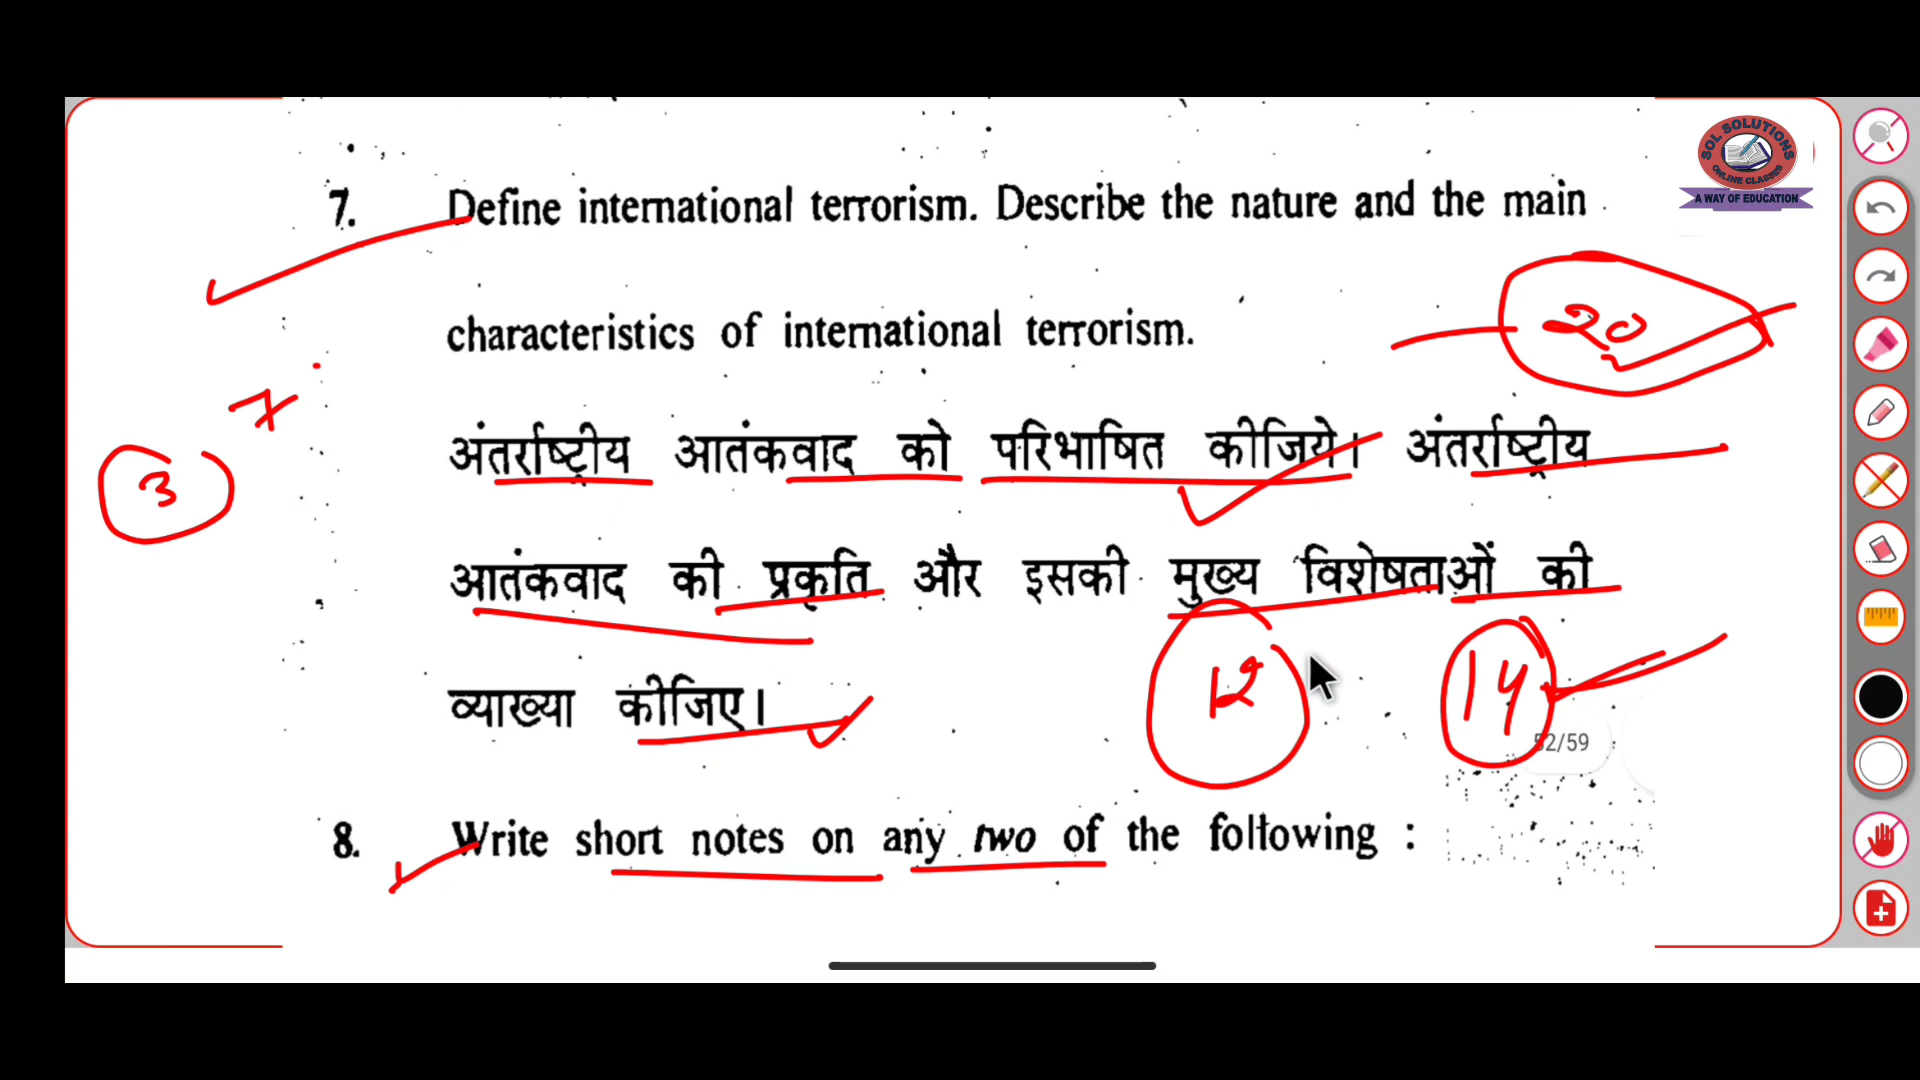 SOL SOLUTIONS
ONLINE CLASSES
A WAY OF EDUCATION
7. Define international terrorism. Describe the nature and the main
characteristics of international terrorism.
20
7
3
अंतर्राष्ट्रीय आतंकवाद को परिभाषित कीजिये। अंतर्राष्ट्रीय
आतंकवाद की प्रकृति और इसकी मुख्य विशेषताओं की
व्याख्या कीजिए।
12
14
52/59
8. Write short notes on any two of the following :